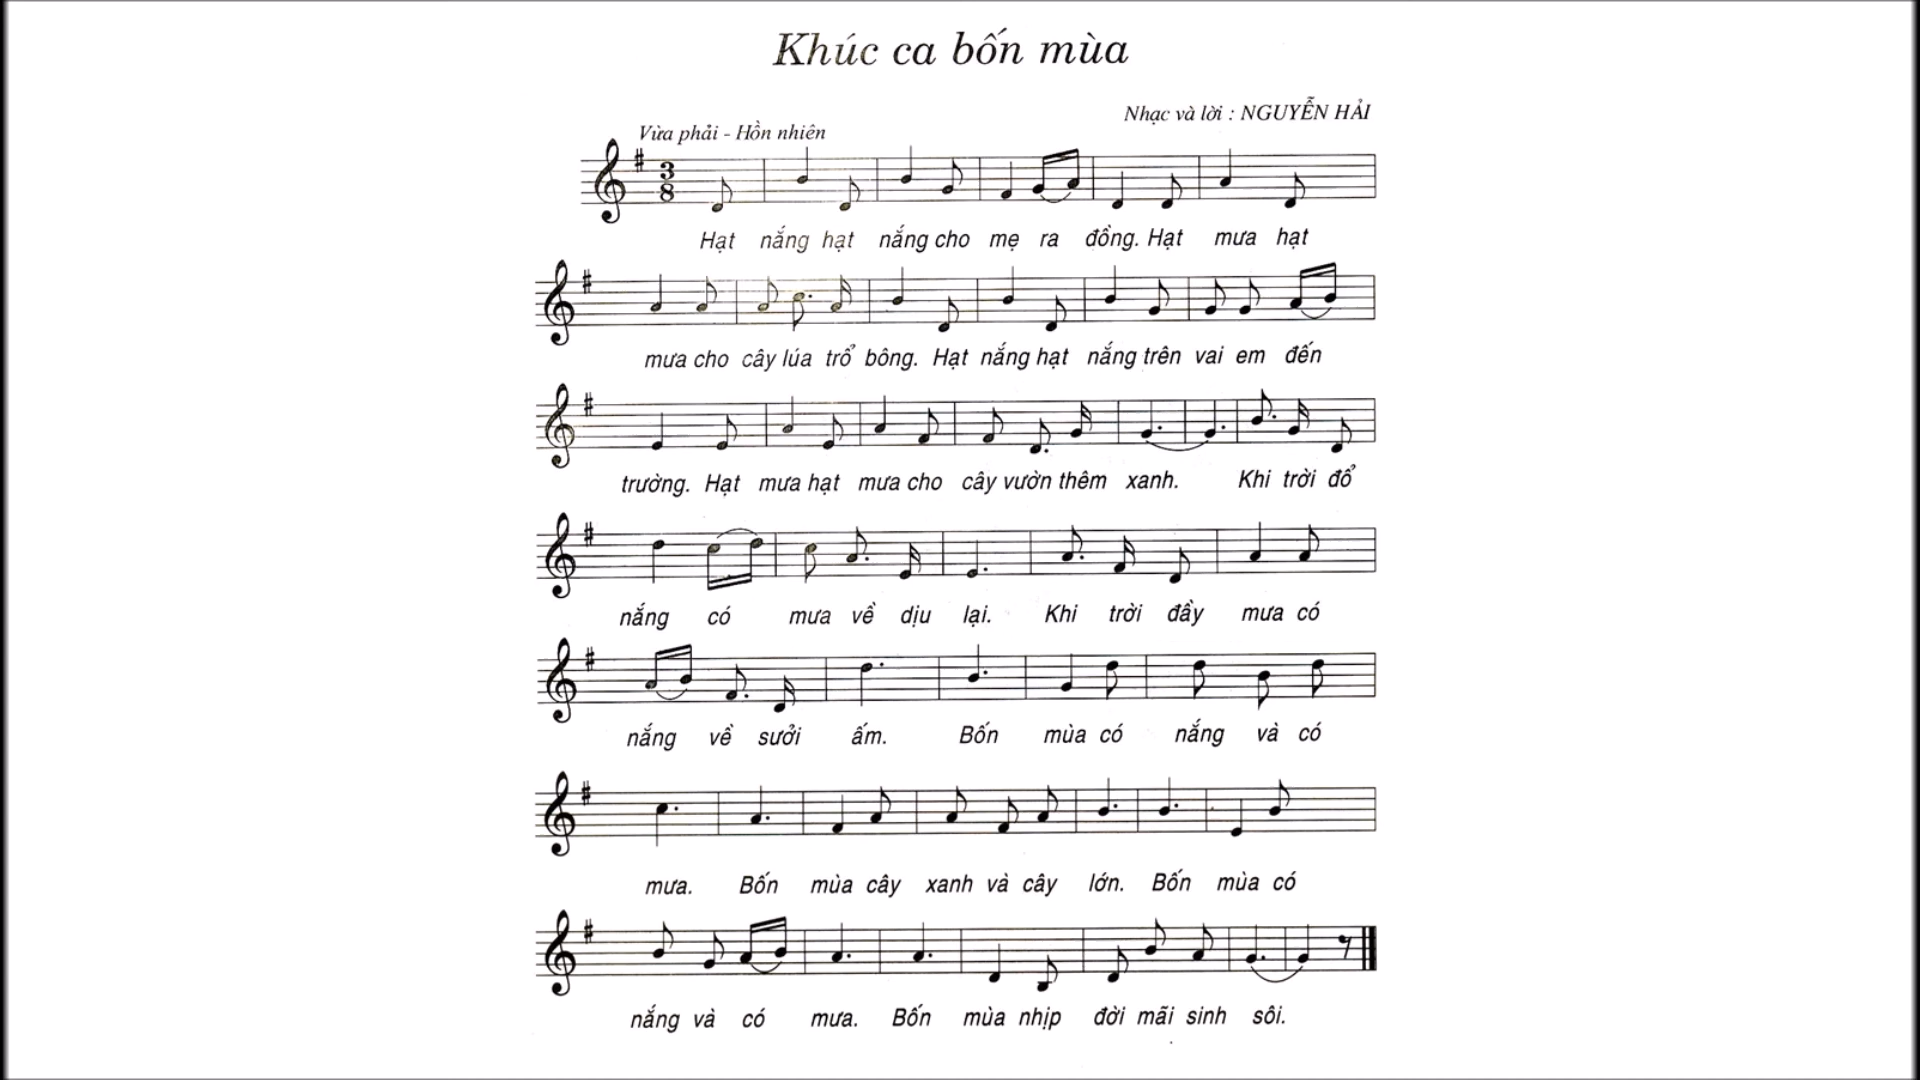 Khúc ca bốn mùa
Nhạc và lời : NGUYỄN HẢI
Vừa phải - Hồn nhiên
3
8
Hạt nắng hạt nắng cho mẹ ra đồng. Hạt mưa hạt
mưa cho cây lúa trổ bông. Hạt nắng hạt nắng trên vai em đến
trường. Hạt mưa hạt mưa cho cây vườn thêm xanh. Khi trời đổ
nắng có mưa về dịu lại. Khi trời đầy mưa có
nắng về sưởi ấm. Bốn mùa có nắng và có
mưa. Bốn mùa cây xanh và cây lớn. Bốn mùa có
nắng và có mưa. Bốn mùa nhịp đời mãi sinh sôi.